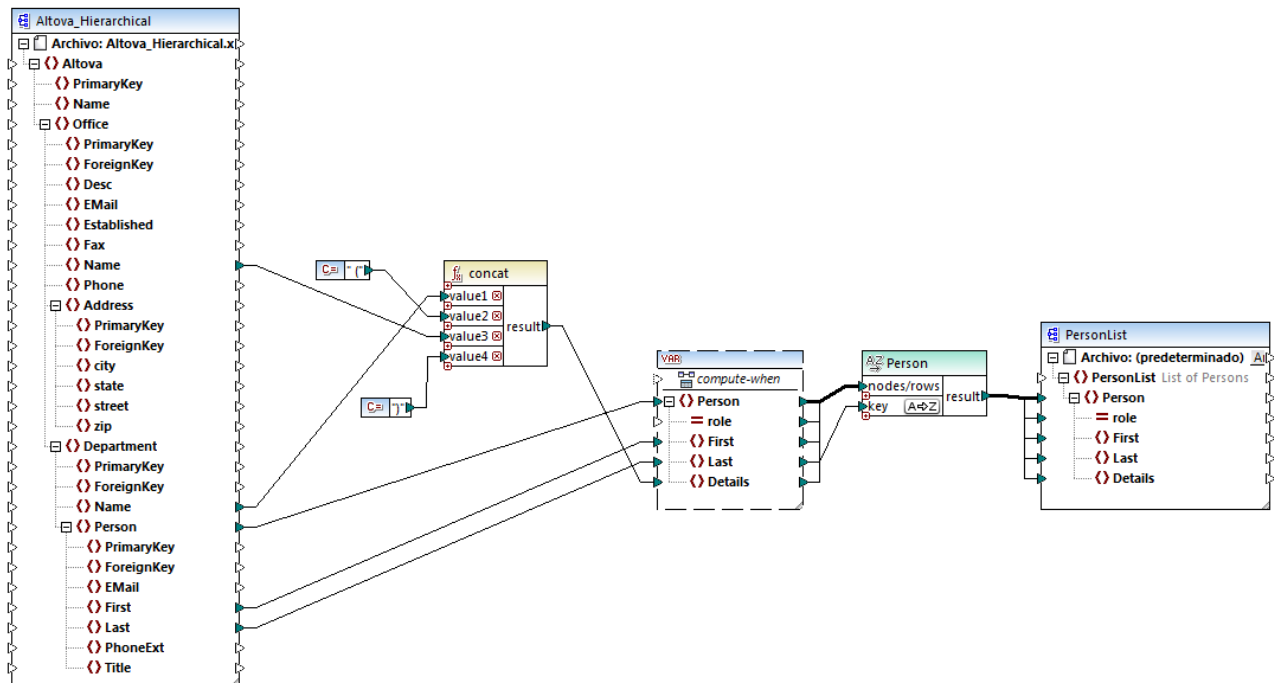 Altova_Hierarchical
Archivo: Altova_Hierarchical.x
Altova
PrimaryKey
Name
Office
PrimaryKey
ForeignKey
Desc
EMail
Established
Fax
Name
Phone
Address
PrimaryKey
ForeignKey
city
state
street
zip
Department
PrimaryKey
ForeignKey
Name
Person
PrimaryKey
ForeignKey
EMail
First
Last
PhoneExt
Title
C= " ("
C= ")"
concat
value1
value2
value3
value4
result
VAR
compute-when
Person
role
First
Last
Details
AZ Person
nodes/rows
key A⇨Z
result
PersonList
Archivo: (predeterminado)
PersonList List of Persons
Person
role
First
Last
Details